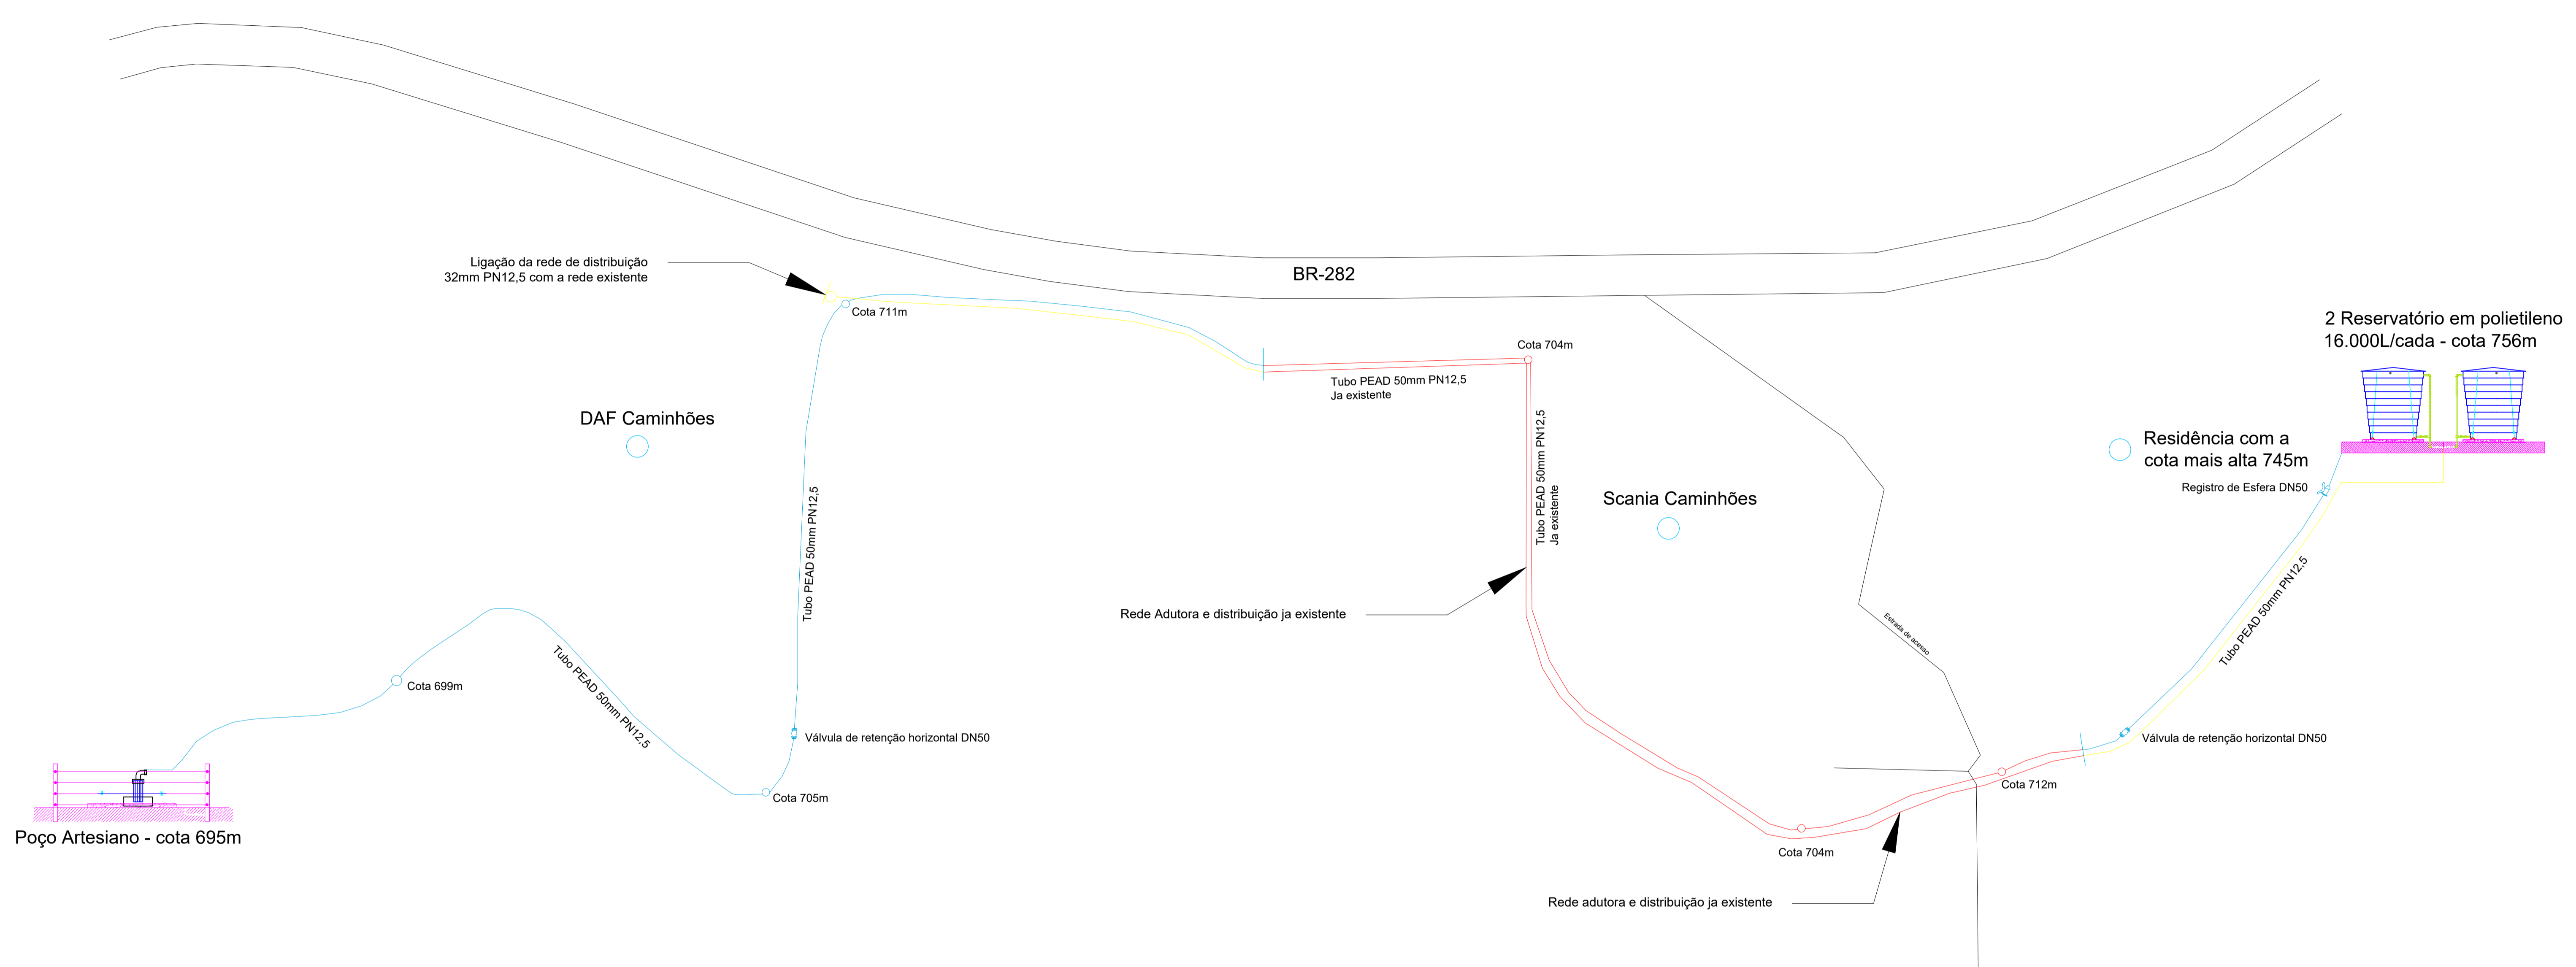 Ligação da rede de distribuição
32mm PN12,5 com a rede existente
BR-282
Cota 711m
2 Reservatório em polietileno
16.000L/cada - cota 756m
Cota 704m
Tubo PEAD 50mm PN12,5
Ja existente
DAF Caminhões
Tubo PEAD 50mm PN12,5
Ja existente
Residência com a
cota mais alta 745m
Registro de Esfera DN50
Scania Caminhões
Tubo PEAD 50mm PN12,5
Rede Adutora e distribuição ja existente
Estrada de acesso
Tubo PEAD 50mm PN12,5
Tubo PEAD 50mm PN12,5
Cota 699m
Válvula de retenção horizontal DN50
Válvula de retenção horizontal DN50
Cota 712m
Cota 705m
Poço Artesiano - cota 695m
Cota 704m
Rede adutora e distribuição ja existente